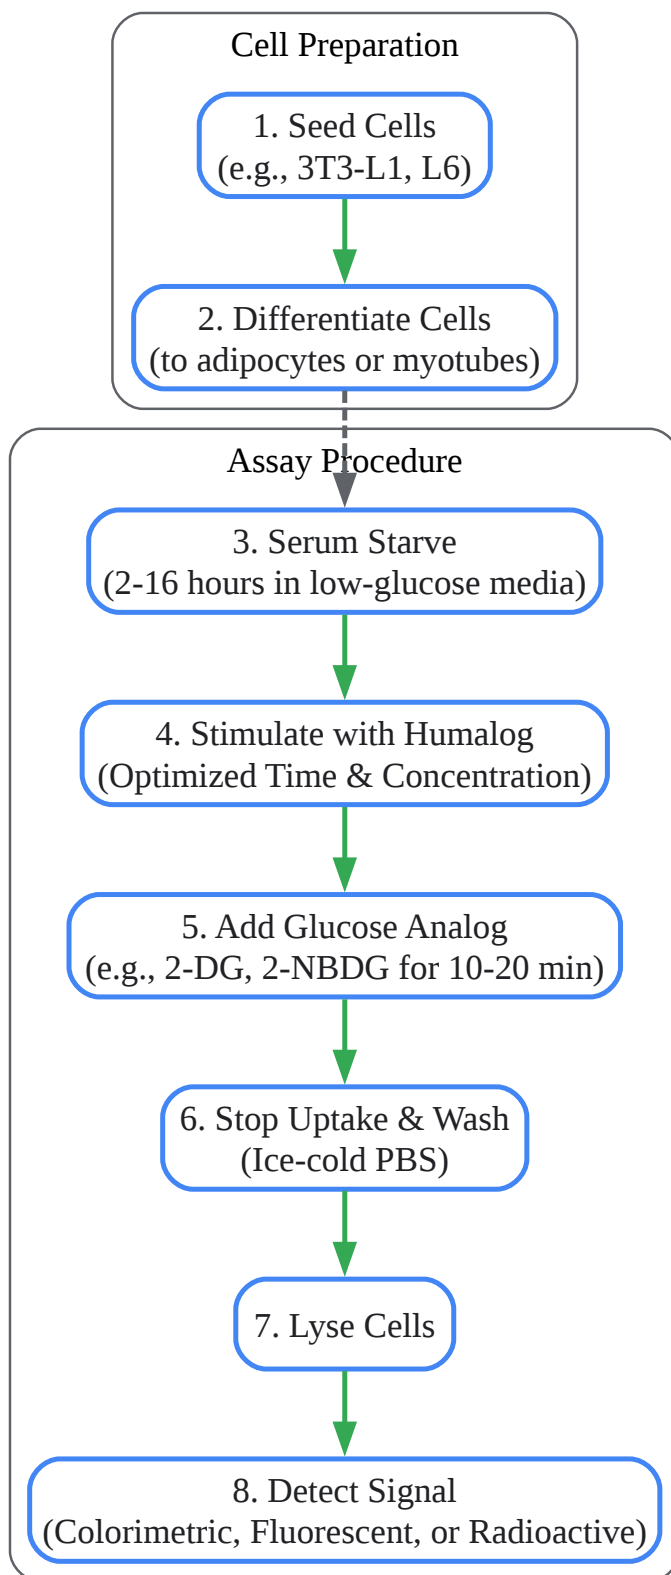 Cell Preparation
1. Seed Cells
(e.g., 3T3-L1, L6)
2. Differentiate Cells
(to adipocytes or myotubes)
Assay Procedure
3. Serum Starve
(2-16 hours in low-glucose media)
4. Stimulate with Humalog
(Optimized Time & Concentration)
5. Add Glucose Analog
(e.g., 2-DG, 2-NBDG for 10-20 min)
6. Stop Uptake & Wash
(Ice-cold PBS)
7. Lyse Cells
8. Detect Signal
(Colorimetric, Fluorescent, or Radioactive)